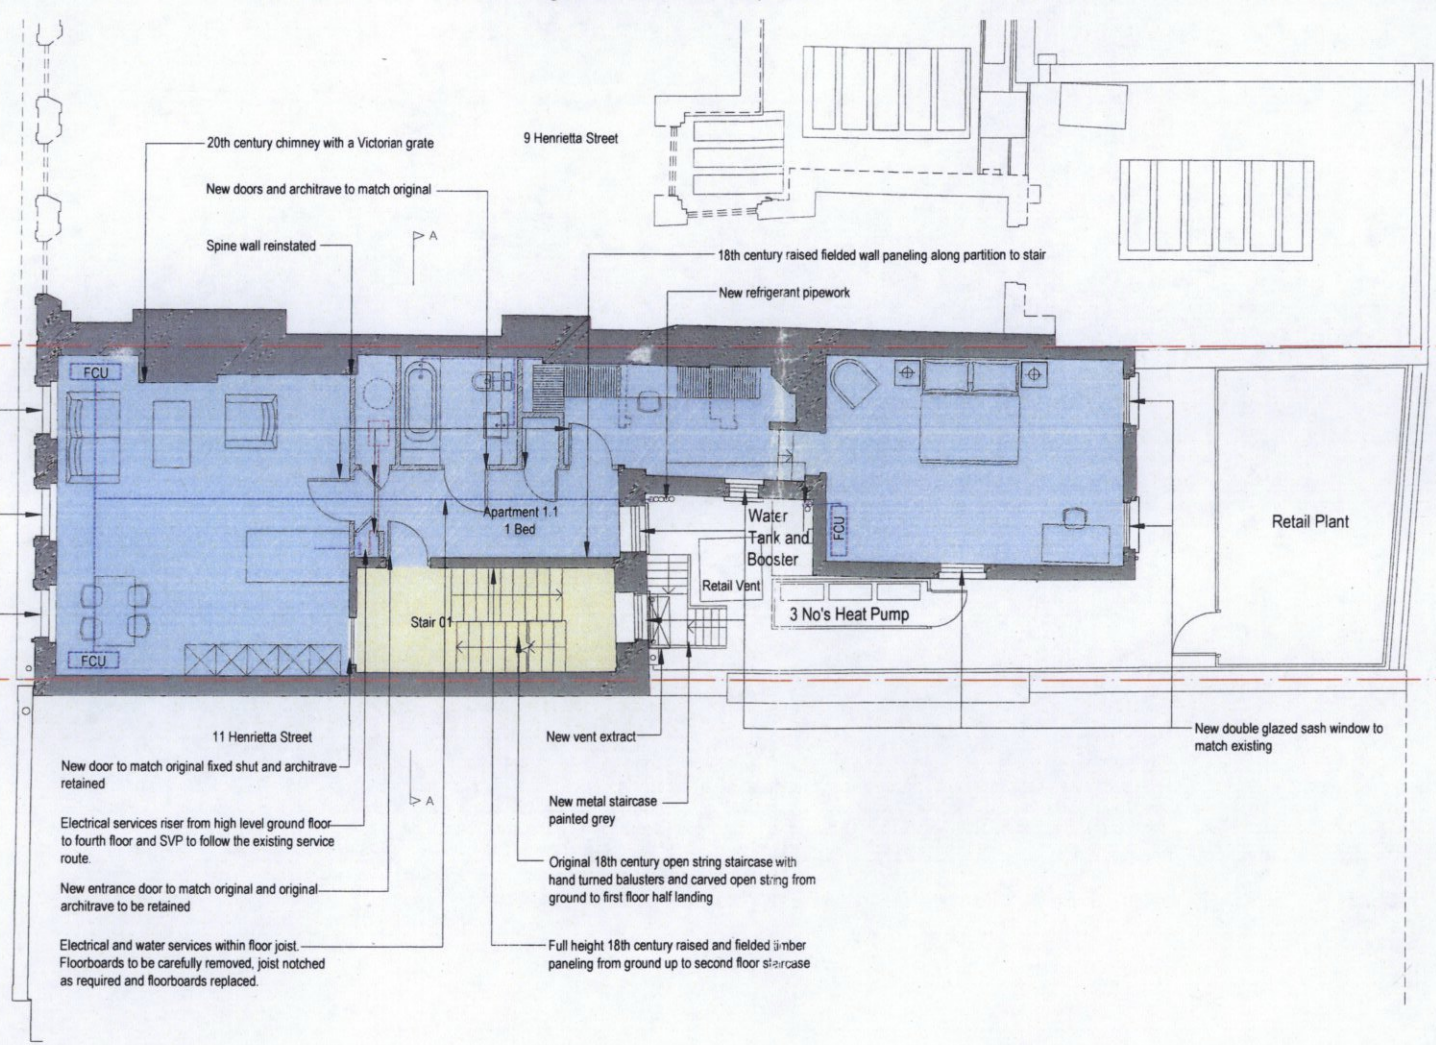 20th century chimney with a Victorian grate
9 Henrietta Street
New doors and architrave to match original
A
Spine wall reinstated
18th century raised fielded wall paneling along partition to stair
New refrigerant pipework
FCU
Apartment 1.1
1 Bed
Water
Tank and
Booster
FCU
Retail Plant
Retail Vent
3 No's Heat Pump
Stair 01
FCU
11 Henrietta Street
New vent extract
New double glazed sash window to
match existing
New door to match original fixed shut and architrave
retained
A
New metal staircase
painted grey
Electrical services riser from high level ground floor
to fourth floor and SVP to follow the existing service
route.
Original 18th century open string staircase with
hand turned balusters and carved open string from
ground to first floor half landing
New entrance door to match original and original
architrave to be retained
Electrical and water services within floor joist.
Floorboards to be carefully removed, joist notched
as required and floorboards replaced.
Full height 18th century raised and fielded timber
paneling from ground up to second floor staircase